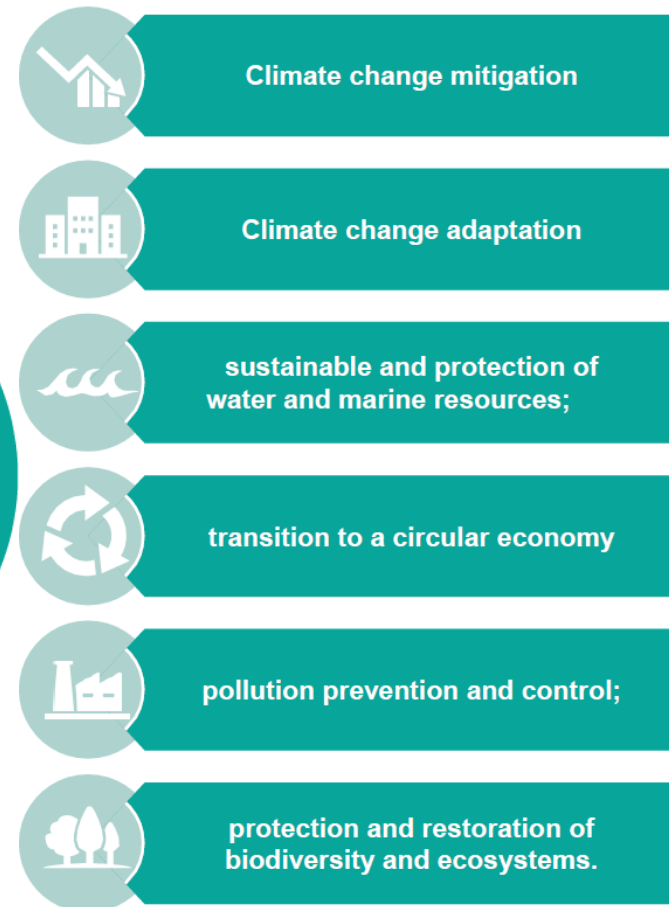 Climate change mitigation
Climate change adaptation
sustainable and protection of
water and marine resources;
transition to a circular economy
pollution prevention and control;
protection and restoration of
biodiversity and ecosystems.